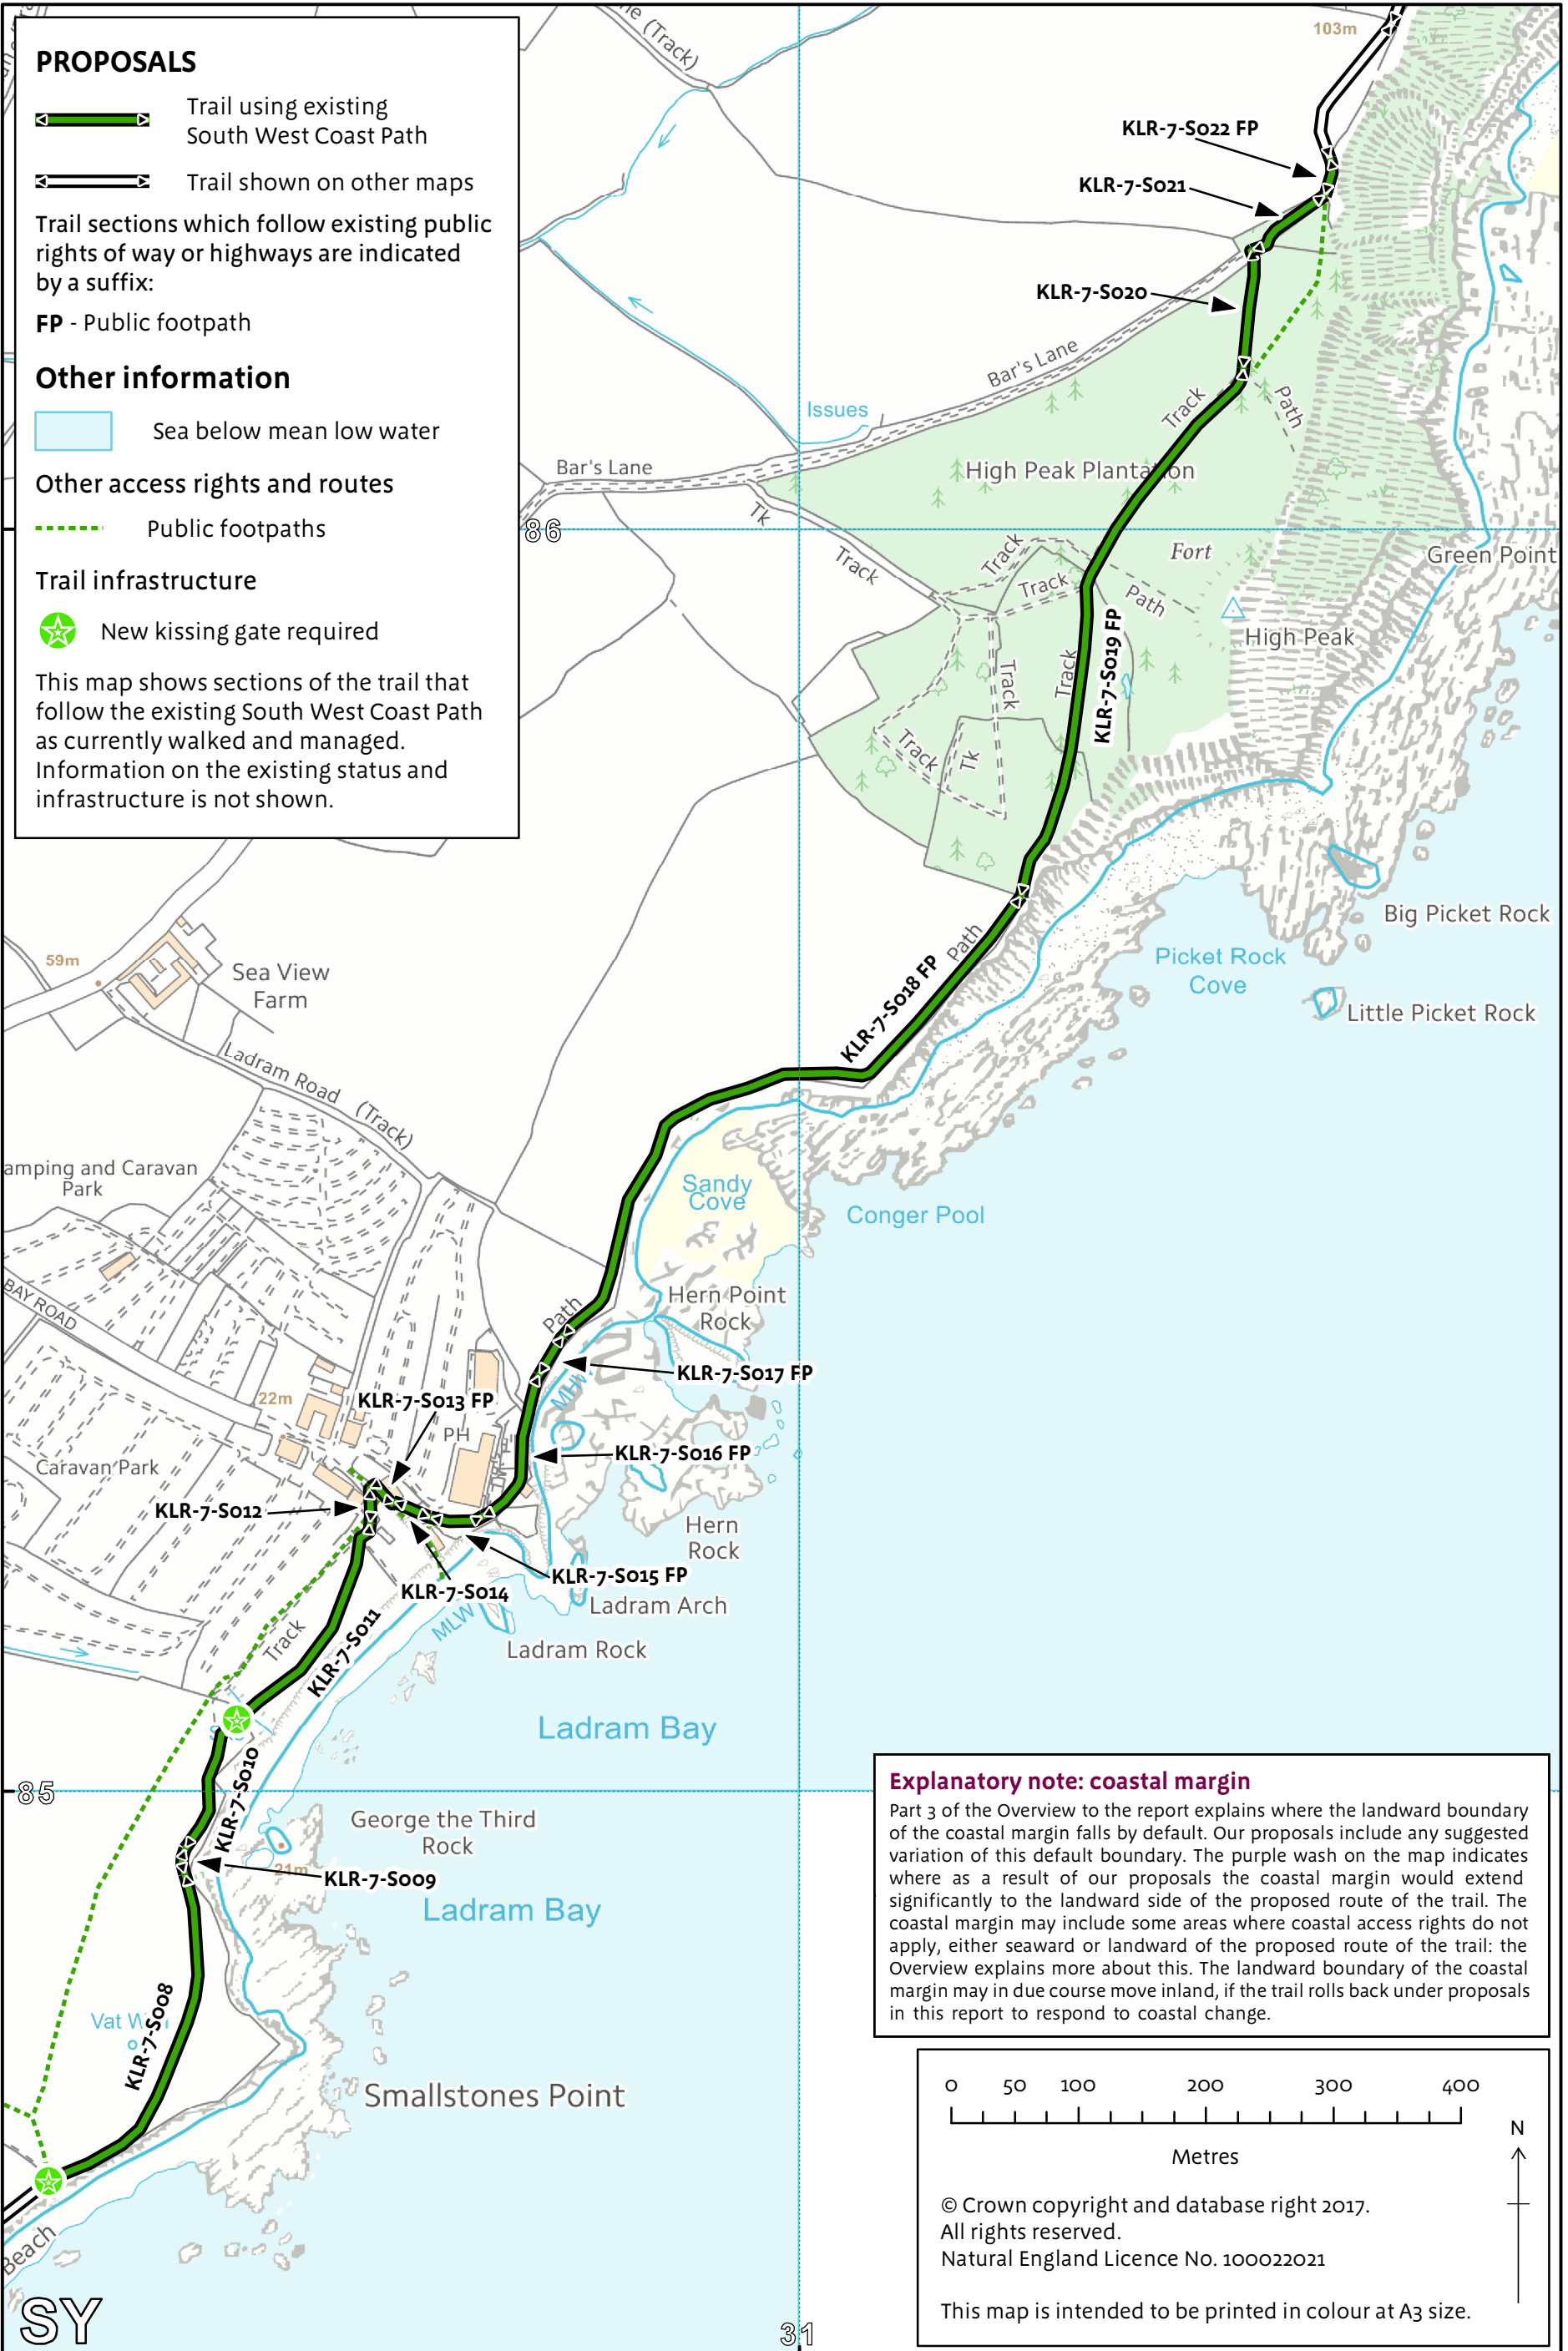 PROPOSALS
Trail using existing
South West Coast Path
Trail shown on other maps
Trail sections which follow existing public
rights of way or highways are indicated
by a suffix:
FP - Public footpath
Other information
Sea below mean low water
Other access rights and routes
Public footpaths
Trail infrastructure
New kissing gate required
This map shows sections of the trail that
follow the existing South West Coast Path
as currently walked and managed.
Information on the existing status and
infrastructure is not shown.
(Track)
103m
KLR-7-S022 FP
KLR-7-S021
KLR-7-S020
Bar's Lane
Issues
Track
Path
Bar's Lane
High Peak Plantation
Tk
86
Track
Track
Track
Path
Fort
Green Point
High Peak
KLR-7-S019 FP
Track
Track
Track
Tk
Big Picket Rock
Picket Rock
Cove
Little Picket Rock
Path
KLR-7-S018 FP
59m
Sea View
Farm
Ladram Road
(Track)
amping and Caravan
Park
Sandy
Cove
Conger Pool
BAY ROAD
Hern Point
Rock
Path
KLR-7-S017 FP
MHW
22m
KLR-7-S013 FP
PH
KLR-7-S016 FP
Caravan Park
KLR-7-S012
Hern
Rock
KLR-7-S015 FP
KLR-7-S014
Ladram Arch
MLW
Ladram Rock
Track
KLR-7-S011
Ladram Bay
85
KLR-7-S010
George the Third
Rock
21m
KLR-7-S009
Ladram Bay
Vat W
KLR-7-S008
Smallstones Point
Beach
SY
31
Explanatory note: coastal margin
Part 3 of the Overview to the report explains where the landward boundary
of the coastal margin falls by default. Our proposals include any suggested
variation of this default boundary. The purple wash on the map indicates
where as a result of our proposals the coastal margin would extend
significantly to the landward side of the proposed route of the trail. The
coastal margin may include some areas where coastal access rights do not
apply, either seaward or landward of the proposed route of the trail: the
Overview explains more about this. The landward boundary of the coastal
margin may in due course move inland, if the trail rolls back under proposals
in this report to respond to coastal change.
0 50 100 200 300 400
Metres
N
© Crown copyright and database right 2017.
All rights reserved.
Natural England Licence No. 100022021
This map is intended to be printed in colour at A3 size.